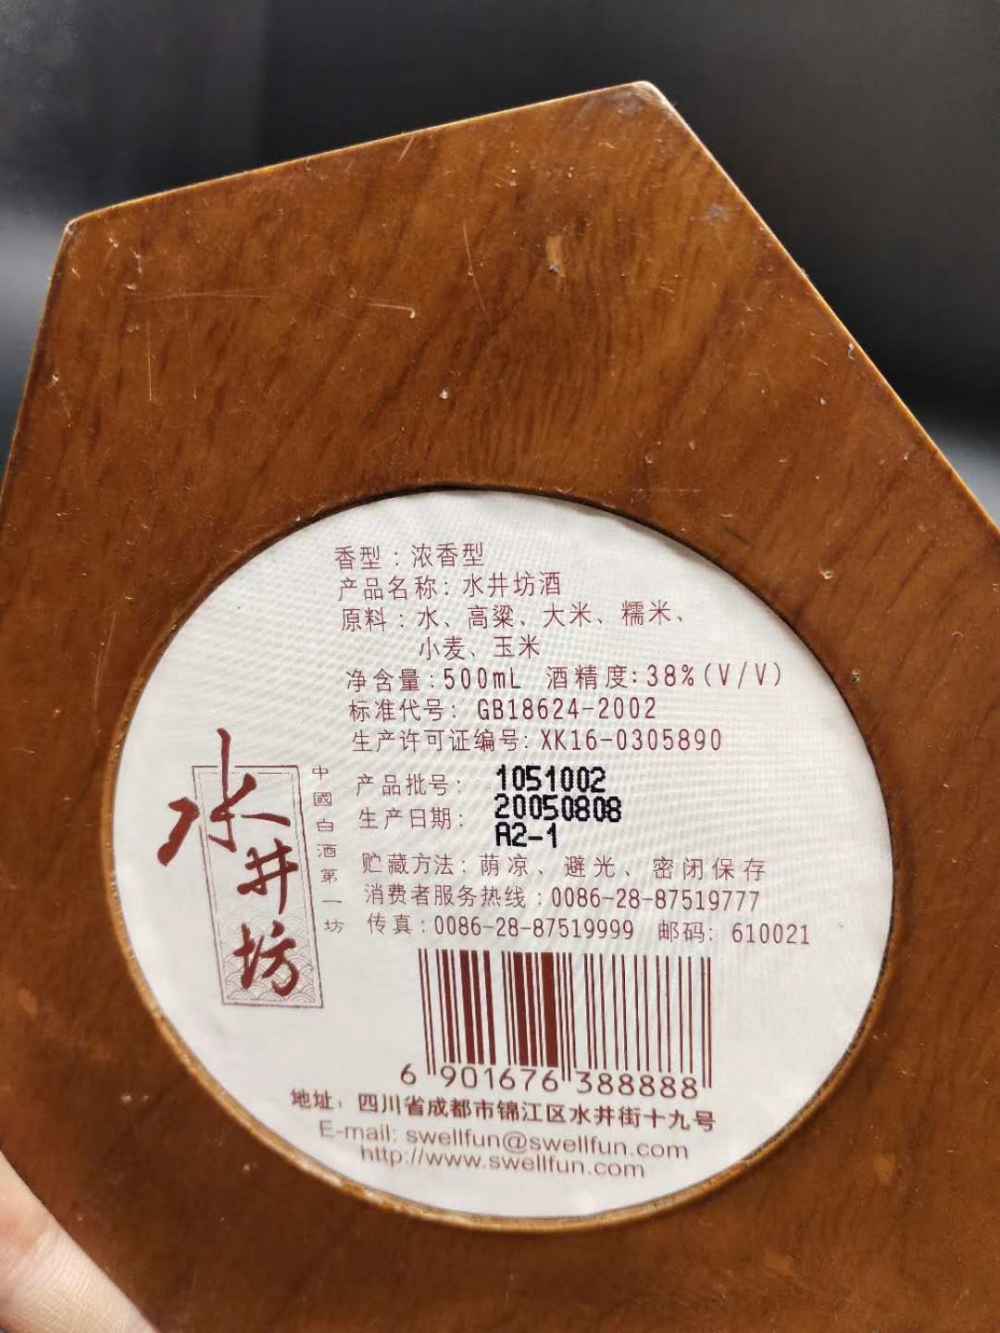 香型：浓香型
产品名称：水井坊酒
原料：水、高粱、大米、糯米、
小麦、玉米
净含量：500mL 酒精度：38%(V/V)
标准代号：GB18624-2002
生产许可证编号：XK16-0305890
产品批号：1051002
生产日期：20050808
A2-1
贮藏方法：荫凉、避光、密闭保存
消费者服务热线：0086-28-87519777
传真：0086-28-87519999 邮码：610021
水井坊
中國白酒第一坊
6 901676 388888
地址：四川省成都市锦江区水井街十九号
E-mail: swellfun@swellfun.com
http://www.swellfun.com